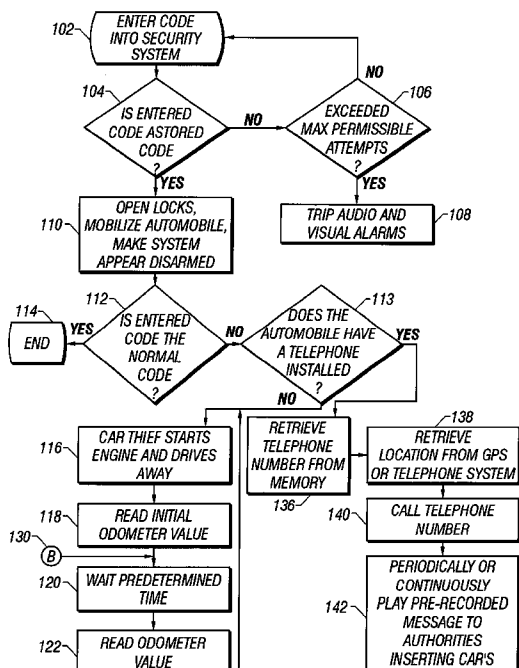 102
ENTER CODE
INTO SECURITY
SYSTEM
104
IS ENTERED
CODE ASTORED
CODE
?
NO
YES
106
NO
EXCEEDED
MAX PERMISSIBLE
ATTEMPTS
?
YES
110
OPEN LOCKS,
MOBILIZE AUTOMOBILE,
MAKE SYSTEM
APPEAR DISARMED
TRIP AUDIO AND
VISUAL ALARMS
108
112
114
END
YES
IS ENTERED
CODE THE
NORMAL
CODE
?
NO
113
DOES THE
AUTOMOBILE HAVE
A TELEPHONE
INSTALLED
?
YES
NO
116
CAR THIEF STARTS
ENGINE AND DRIVES
AWAY
RETRIEVE
TELEPHONE
NUMBER FROM
MEMORY
136
138
RETRIEVE
LOCATION FROM GPS
OR TELEPHONE SYSTEM
118
READ INITIAL
ODOMETER VALUE
140
CALL TELEPHONE
NUMBER
130
B
120
WAIT PREDETERMINED
TIME
142
PERIODICALLY OR
CONTINUOUSLY
PLAY PRE-RECORDED
MESSAGE TO
AUTHORITIES
INSERTING CAR'S
122
READ ODOMETER
VALUE